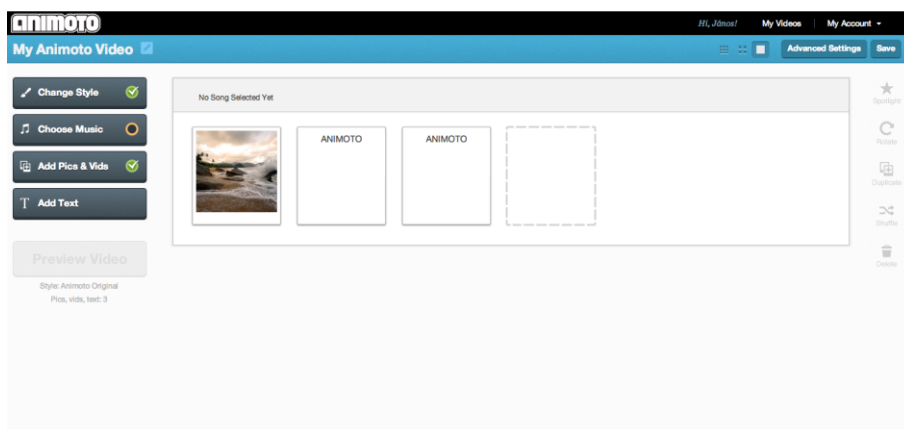 animoto
Hi, János!
My Videos
My Account
My Animoto Video
Advanced Settings
Save
Change Style
Choose Music
Add Pics & Vids
T Add Text
Preview Video
Style: Animoto Original
Pics, vids, text: 3
No Song Selected Yet
ANIMOTO
ANIMOTO
Spotlight
Rotate
Duplicate
Shuffle
Delete